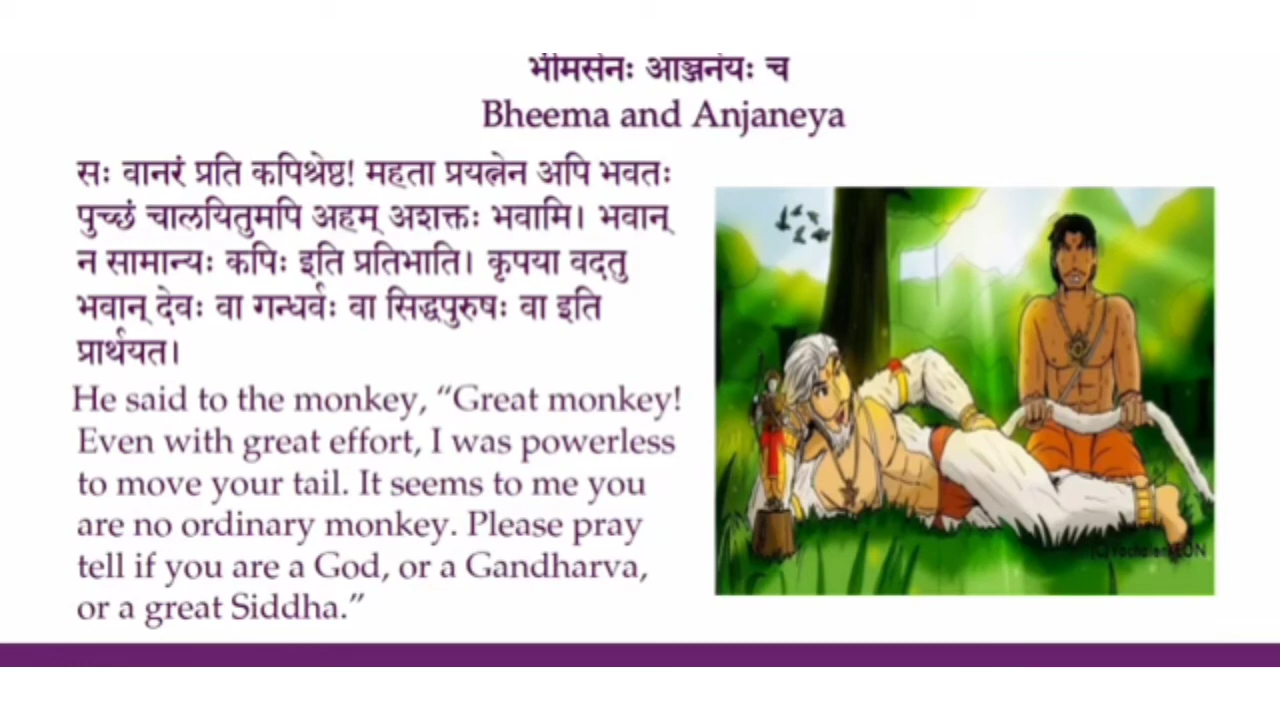 भीमसेनः आञ्जनेयः च
Bheema and Anjaneya
सः वानरं प्रति कपिश्रेष्ठ! महता प्रयत्नेन अपि भवतः
पुच्छं चालयितुमपि अहम् अशक्तः भवामि। भवान्
न सामान्यः कपिः इति प्रतिभाति। कृपया वदतु
भवान् देवः वा गन्धर्वः वा सिद्धपुरुषः वा इति
प्रार्थयत।
He said to the monkey, “Great monkey!
Even with great effort, I was powerless
to move your tail. It seems to me you
are no ordinary monkey. Please pray
tell if you are a God, or a Gandharva,
or a great Siddha.”